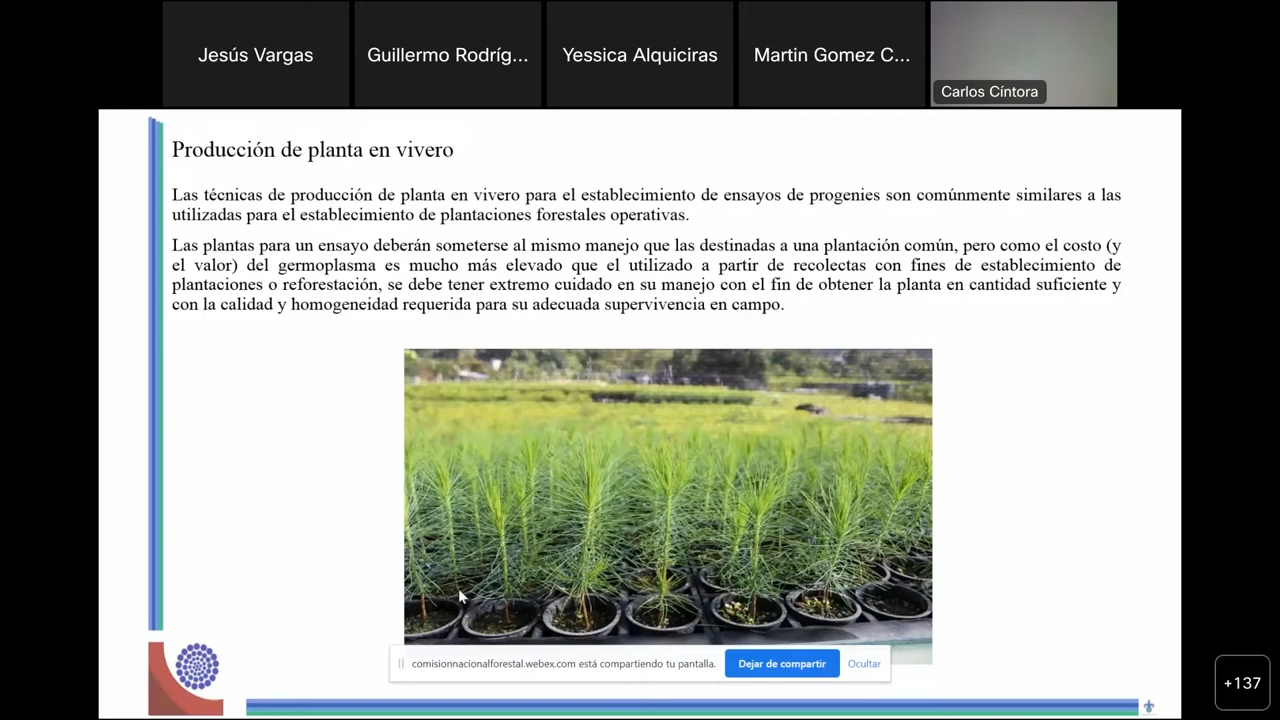 Jesús Vargas
Guillermo Rodríg...
Yessica Alquiciras
Martin Gomez C...
Carlos Cíntora
Producción de planta en vivero
Las técnicas de producción de planta en vivero para el establecimiento de ensayos de progenies son comúnmente similares a las
utilizadas para el establecimiento de plantaciones forestales operativas.
Las plantas para un ensayo deberán someterse al mismo manejo que las destinadas a una plantación común, pero como el costo (y
el valor) del germoplasma es mucho más elevado que el utilizado a partir de recolectas con fines de establecimiento de
plantaciones o reforestación, se debe tener extremo cuidado en su manejo con el fin de obtener la planta en cantidad suficiente y
con la calidad y homogeneidad requerida para su adecuada supervivencia en campo.
comisionnacionalforestal.webex.com está compartiendo tu pantalla.
Dejar de compartir
Ocultar
+137